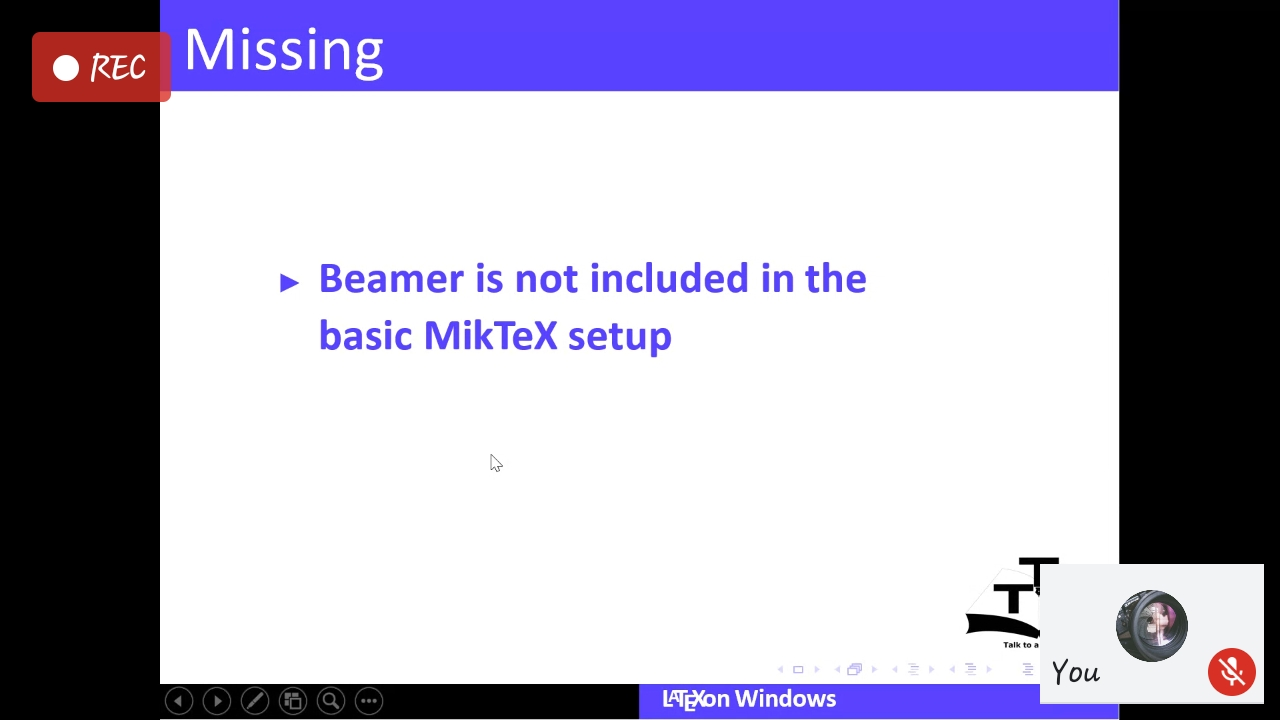 REC
Missing
Beamer is not included in the
basic MikTeX setup
Talk to a
You
LATEX on Windows